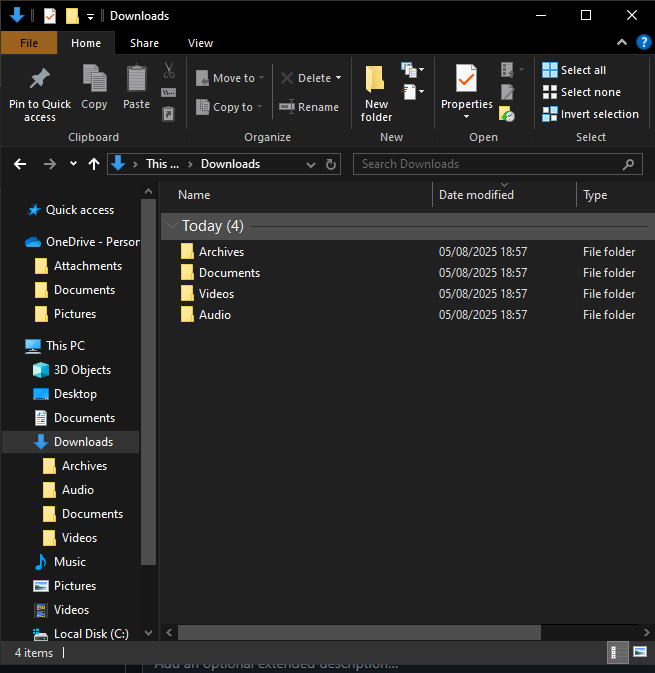 Downloads
File Home Share View
Pin to Quick access
Copy
Paste
Clipboard
Move to
Copy to
Delete
Rename
Organize
New folder
New
Properties
Open
Select all
Select none
Invert selection
Select
This ... > Downloads
Search Downloads
Quick access
OneDrive - Person
Attachments
Documents
Pictures
This PC
3D Objects
Desktop
Documents
Downloads
Archives
Audio
Documents
Videos
Music
Pictures
Videos
Local Disk (C:)
Name Date modified Type
Today (4)
Archives 05/08/2025 18:57 File folder
Documents 05/08/2025 18:57 File folder
Videos 05/08/2025 18:57 File folder
Audio 05/08/2025 18:57 File folder
4 items
Add an optional extended description...